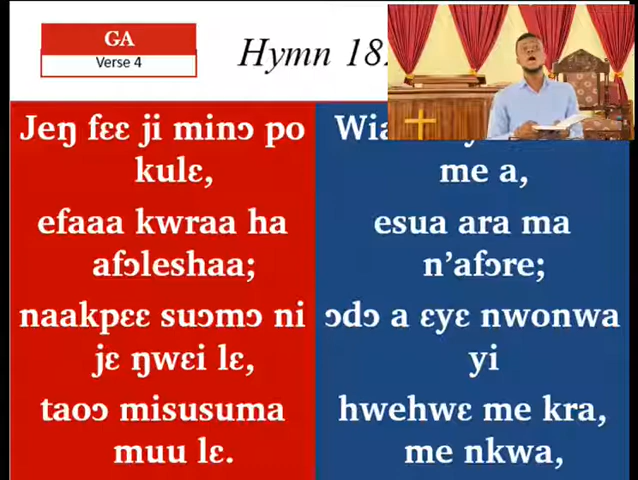 GA
Verse 4
Hymn 18
Jeŋ fɛɛ ji minɔ po
kulɛ,
efaaa kwraa ha
afɔleshaa;
naakpɛɛ suɔmɔ ni
jɛ ŋwɛi lɛ,
taoɔ misusuma
muu lɛ.
me a,
esua ara ma
n’afɔre;
ɔdɔ a ɛyɛ nwonwa
yi
hwehwɛ me kra,
me nkwa,